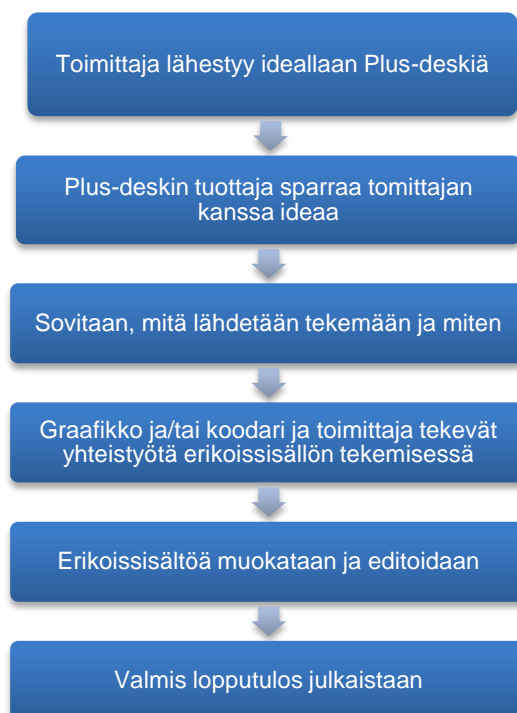 Toimittaja lähestyy ideallaan Plus-deskiä
Plus-deskin tuottaja sparraa tomittajan
kanssa ideaa
Sovitaan, mitä lähdetään tekemään ja miten
Graafikko ja/tai koodari ja toimittaja tekevät
yhteistyötä erikoissisällön tekemisessä
Erikoissisältöä muokataan ja editoidaan
Valmis lopputulos julkaistaan